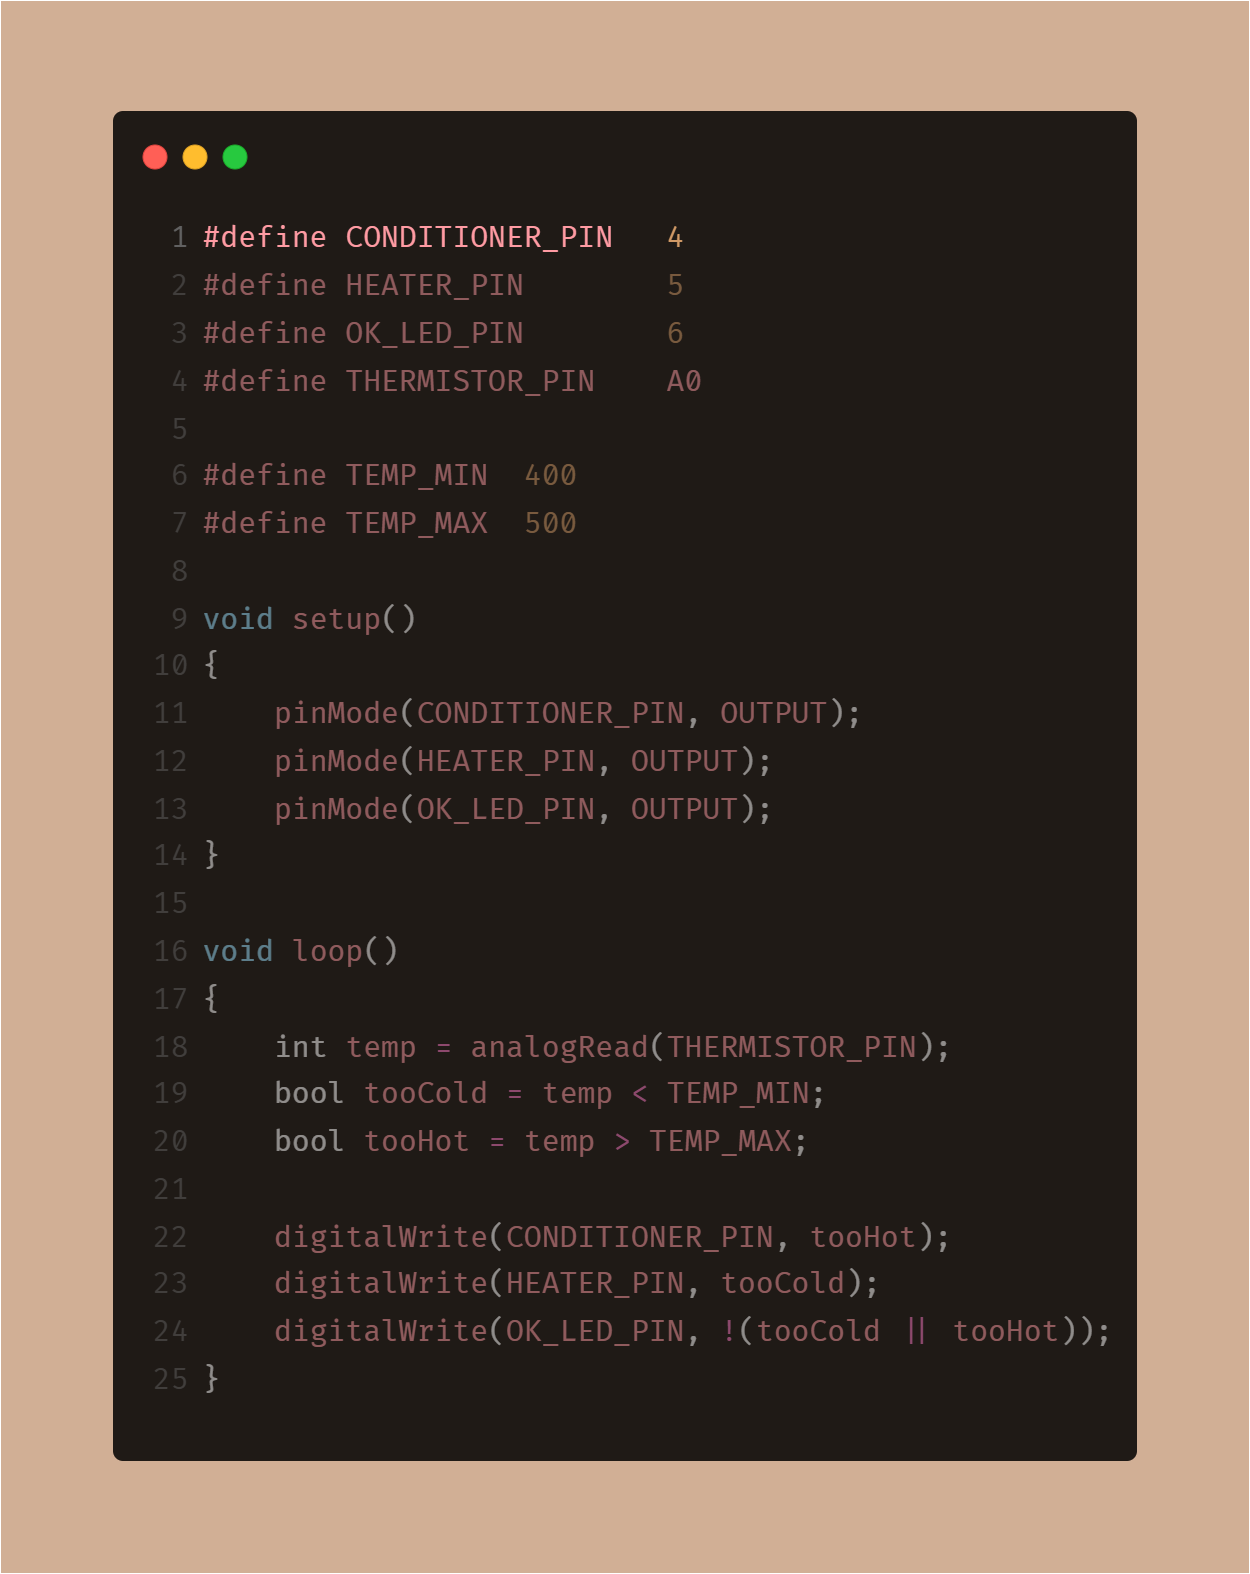 1 #define CONDITIONER_PIN   4
2 #define HEATER_PIN        5
3 #define OK_LED_PIN        6
4 #define THERMISTOR_PIN    A0
5
6 #define TEMP_MIN  400
7 #define TEMP_MAX  500
8
9 void setup()
10 {
11     pinMode(CONDITIONER_PIN, OUTPUT);
12     pinMode(HEATER_PIN, OUTPUT);
13     pinMode(OK_LED_PIN, OUTPUT);
14 }
15
16 void loop()
17 {
18     int temp = analogRead(THERMISTOR_PIN);
19     bool tooCold = temp < TEMP_MIN;
20     bool tooHot = temp > TEMP_MAX;
21
22     digitalWrite(CONDITIONER_PIN, tooHot);
23     digitalWrite(HEATER_PIN, tooCold);
24     digitalWrite(OK_LED_PIN, !(tooCold || tooHot));
25 }